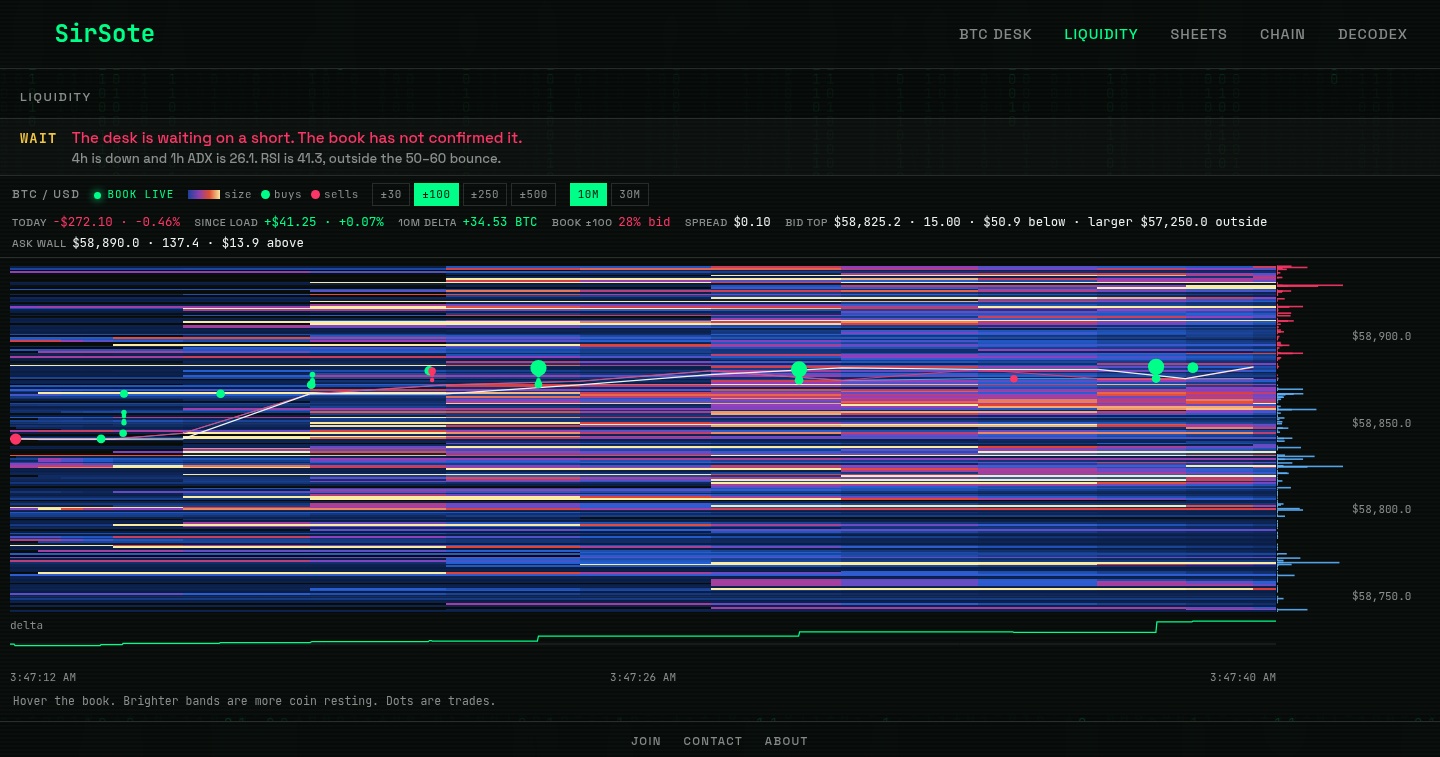 SirSote
BTC DESK LIQUIDITY SHEETS CHAIN DECODEX
LIQUIDITY
WAIT The desk is waiting on a short. The book has not confirmed it.
4h is down and 1h ADX is 26.1. RSI is 41.3, outside the 50–60 bounce.
BTC / USD BOOK LIVE size buys sells ±30 ±100 ±250 ±500 10M 30M
TODAY -$272.10 · -0.46% SINCE LOAD +$41.25 · +0.07% 10M DELTA +34.53 BTC BOOK ±100 28% bid SPREAD $0.10 BID TOP $58,825.2 · 15.00 · $50.9 below · larger $57,250.0 outside
ASK WALL $58,890.0 · 137.4 · $13.9 above
$58,900.0
$58,850.0
$58,800.0
$58,750.0
delta
3:47:12 AM 3:47:26 AM 3:47:40 AM
Hover the book. Brighter bands are more coin resting. Dots are trades.
JOIN CONTACT ABOUT